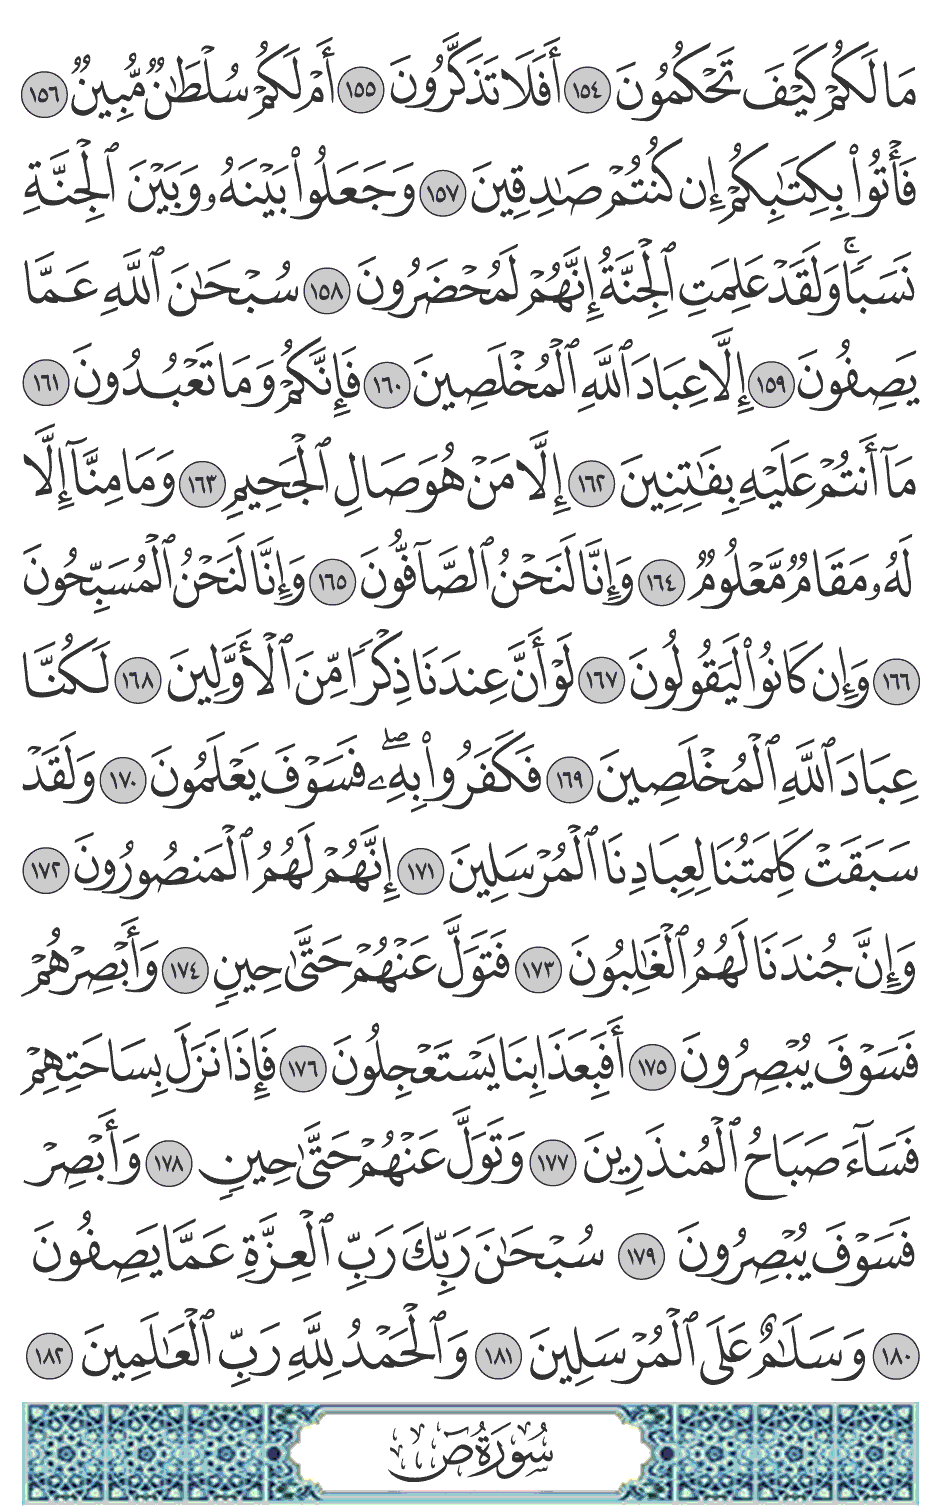 مَا لَكُمْ كَيْفَ تَحْكُمُونَ ١٥٤ أَفَلَا تَذَكَّرُونَ ١٥٥ أَمْ لَكُمْ سُلْطَٰنٌ مُّبِينٌ ١٥٦
فَأْتُوا۟ بِكِتَٰبِكُمْ إِن كُنتُمْ صَٰدِقِينَ ١٥٧ وَجَعَلُوا۟ بَيْنَهُۥ وَبَيْنَ ٱلْجِنَّةِ
نَسَبًا ۚ وَلَقَدْ عَلِمَتِ ٱلْجِنَّةُ إِنَّهُمْ لَمُحْضَرُونَ ١٥٨ سُبْحَٰنَ ٱللَّهِ عَمَّا
يَصِفُونَ ١٥٩ إِلَّا عِبَادَ ٱللَّهِ ٱلْمُخْلَصِينَ ١٦٠ فَإِنَّكُمْ وَمَا تَعْبُدُونَ ١٦١
مَآ أَنتُمْ عَلَيْهِ بِفَٰتِنِينَ ١٦٢ إِلَّا مَنْ هُوَ صَالِ ٱلْجَحِيمِ ١٦٣ وَمَا مِنَّآ إِلَّا
لَهُۥ مَقَامٌ مَّعْلُومٌ ١٦٤ وَإِنَّا لَنَحْنُ ٱلصَّآفُّونَ ١٦٥ وَإِنَّا لَنَحْنُ ٱلْمُسَبِّحُونَ
١٦٦ وَإِن كَانُوا۟ لَيَقُولُونَ ١٦٧ لَوْ أَنَّ عِندَنَا ذِكْرًا مِّنَ ٱلْأَوَّلِينَ ١٦٨ لَكُنَّا
عِبَادَ ٱللَّهِ ٱلْمُخْلَصِينَ ١٦٩ فَكَفَرُوا۟ بِهِۦ ۖ فَسَوْفَ يَعْلَمُونَ ١٧٠ وَلَقَدْ
سَبَقَتْ كَلِمَتُنَا لِعِبَادِنَا ٱلْمُرْسَلِينَ ١٧١ إِنَّهُمْ لَهُمُ ٱلْمَنصُورُونَ ١٧٢
وَإِنَّ جُندَنَا لَهُمُ ٱلْغَٰلِبُونَ ١٧٣ فَتَوَلَّ عَنْهُمْ حَتَّىٰ حِينٍ ١٧٤ وَأَبْصِرْهُمْ
فَسَوْفَ يُبْصِرُونَ ١٧٥ أَفَبِعَذَابِنَا يَسْتَعْجِلُونَ ١٧٦ فَإِذَا نَزَلَ بِسَاحَتِهِمْ
فَسَآءَ صَبَاحُ ٱلْمُنذَرِينَ ١٧٧ وَتَوَلَّ عَنْهُمْ حَتَّىٰ حِينٍ ١٧٨ وَأَبْصِرْ
فَسَوْفَ يُبْصِرُونَ ١٧٩ سُبْحَٰنَ رَبِّكَ رَبِّ ٱلْعِزَّةِ عَمَّا يَصِفُونَ
١٨٠ وَسَلَٰمٌ عَلَى ٱلْمُرْسَلِينَ ١٨١ وَٱلْحَمْدُ لِلَّهِ رَبِّ ٱلْعَٰلَمِينَ ١٨٢
سُورَةُ صٓ